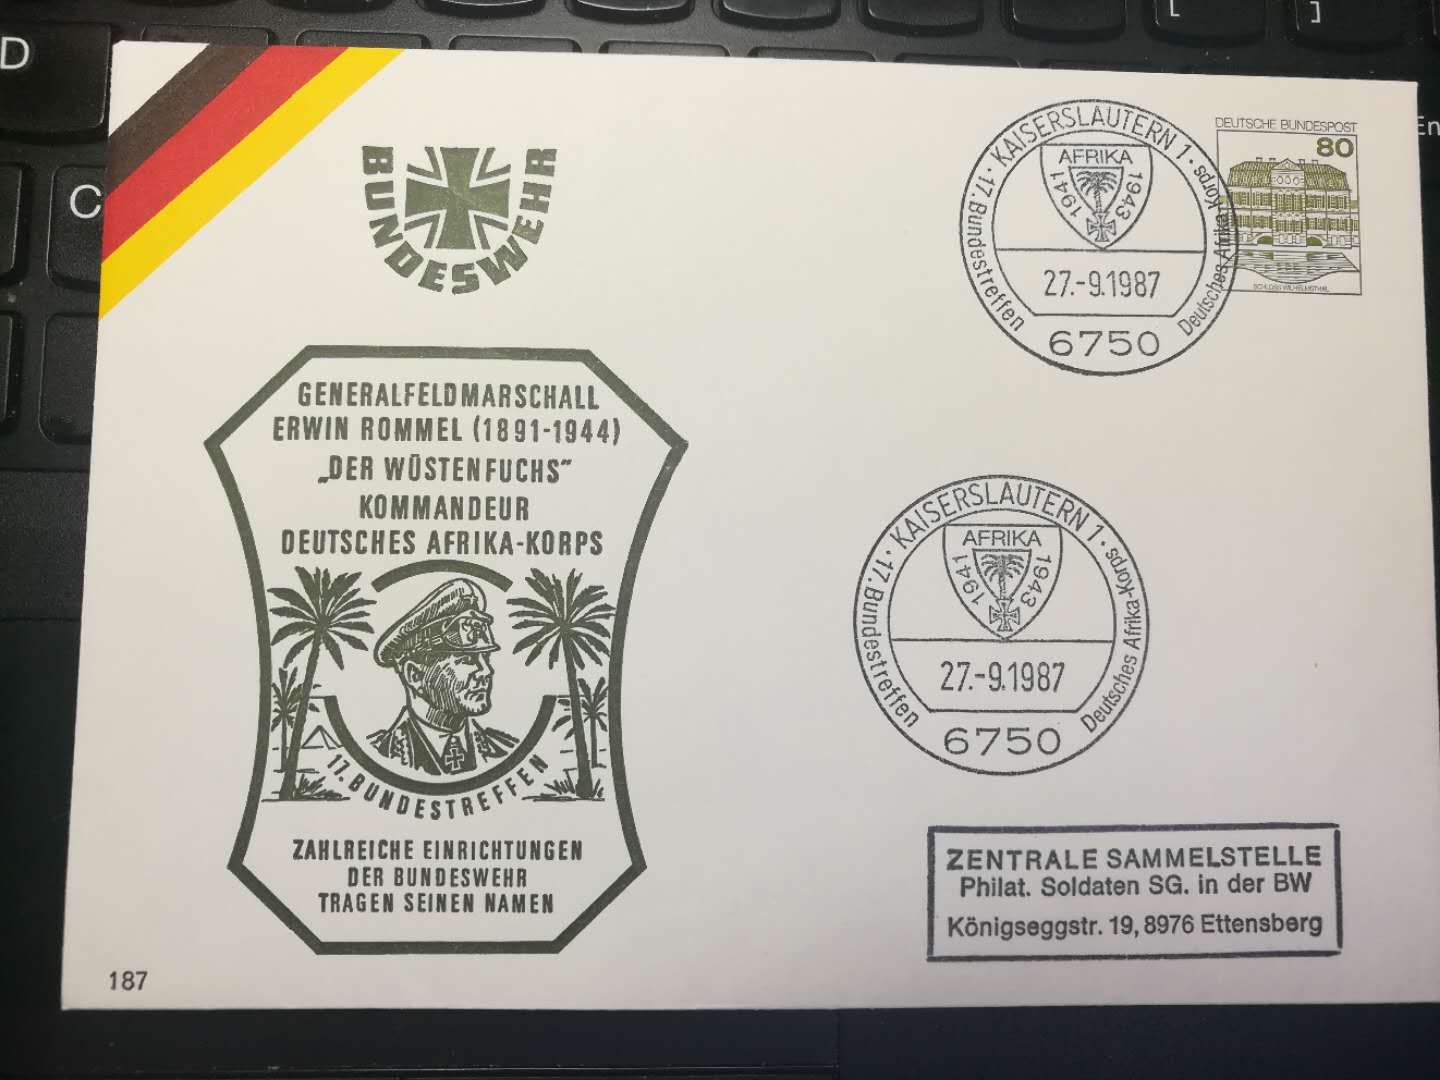 D
[
]
En
C
BUNDESWEHR
KAISERSLAUTERN 1 · 17. Bundestreffen Deutsches Afrika-Korps ·
AFRIKA
1941 1943
27.-9.1987
6750
DEUTSCHE BUNDESPOST
80
SCHLOSS WILHELMSTHAL
GENERALFELDMARSCHALL
ERWIN ROMMEL (1891-1944)
„DER WÜSTENFUCHS"
KOMMANDEUR
DEUTSCHES AFRIKA-KORPS
17. BUNDESTREFFEN
ZAHLREICHE EINRICHTUNGEN
DER BUNDESWEHR
TRAGEN SEINEN NAMEN
KAISERSLAUTERN 1 · 17. Bundestreffen Deutsches Afrika-Korps ·
AFRIKA
1941 1943
27.-9.1987
6750
ZENTRALE SAMMELSTELLE
Philat. Soldaten SG. in der BW
Königseggstr. 19, 8976 Ettensberg
187